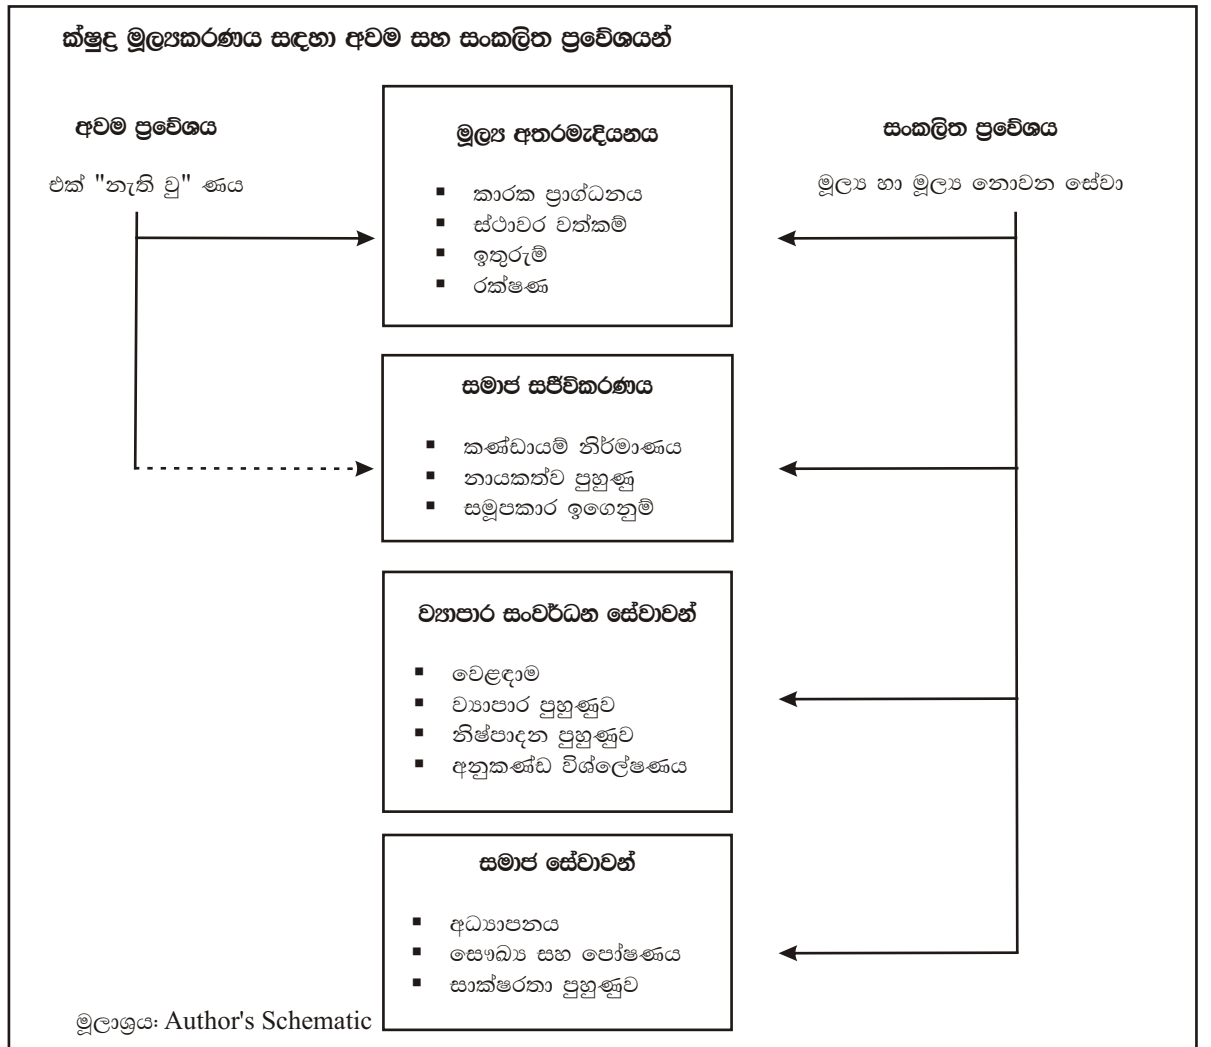 ක්ෂුද්‍ර මූල්‍යකරණය සඳහා අවම සහ සංකලිත ප්‍රවේශයන්
අවම ප්‍රවේශය
එක් "නැති වු" ණය
මූල්‍ය අතරමැදියනය
▪ කාරක ප්‍රාග්ධනය
▪ ස්ථාවර වත්කම්
▪ ඉතුරුම්
▪ රක්ෂණ
සංකලිත ප්‍රවේශය
මූල්‍ය හා මූල්‍ය නොවන සේවා
සමාජ සජීවිකරණය
▪ කණ්ඩායම් නිර්මාණය
▪ නායකත්ව පුහුණු
▪ සමූපකාර ඉගෙනුම්
ව්‍යාපාර සංවර්ධන සේවාවන්
▪ වෙළඳාම
▪ ව්‍යාපාර පුහුණුව
▪ නිෂ්පාදන පුහුණුව
▪ අනුකණ්ඩ විශ්ලේෂණය
සමාජ සේවාවන්
▪ අධ්‍යාපනය
▪ සෞඛ්‍ය සහ පෝෂණය
▪ සාක්ෂරතා පුහුණුව
මූලාශ්‍රය: Author's Schematic